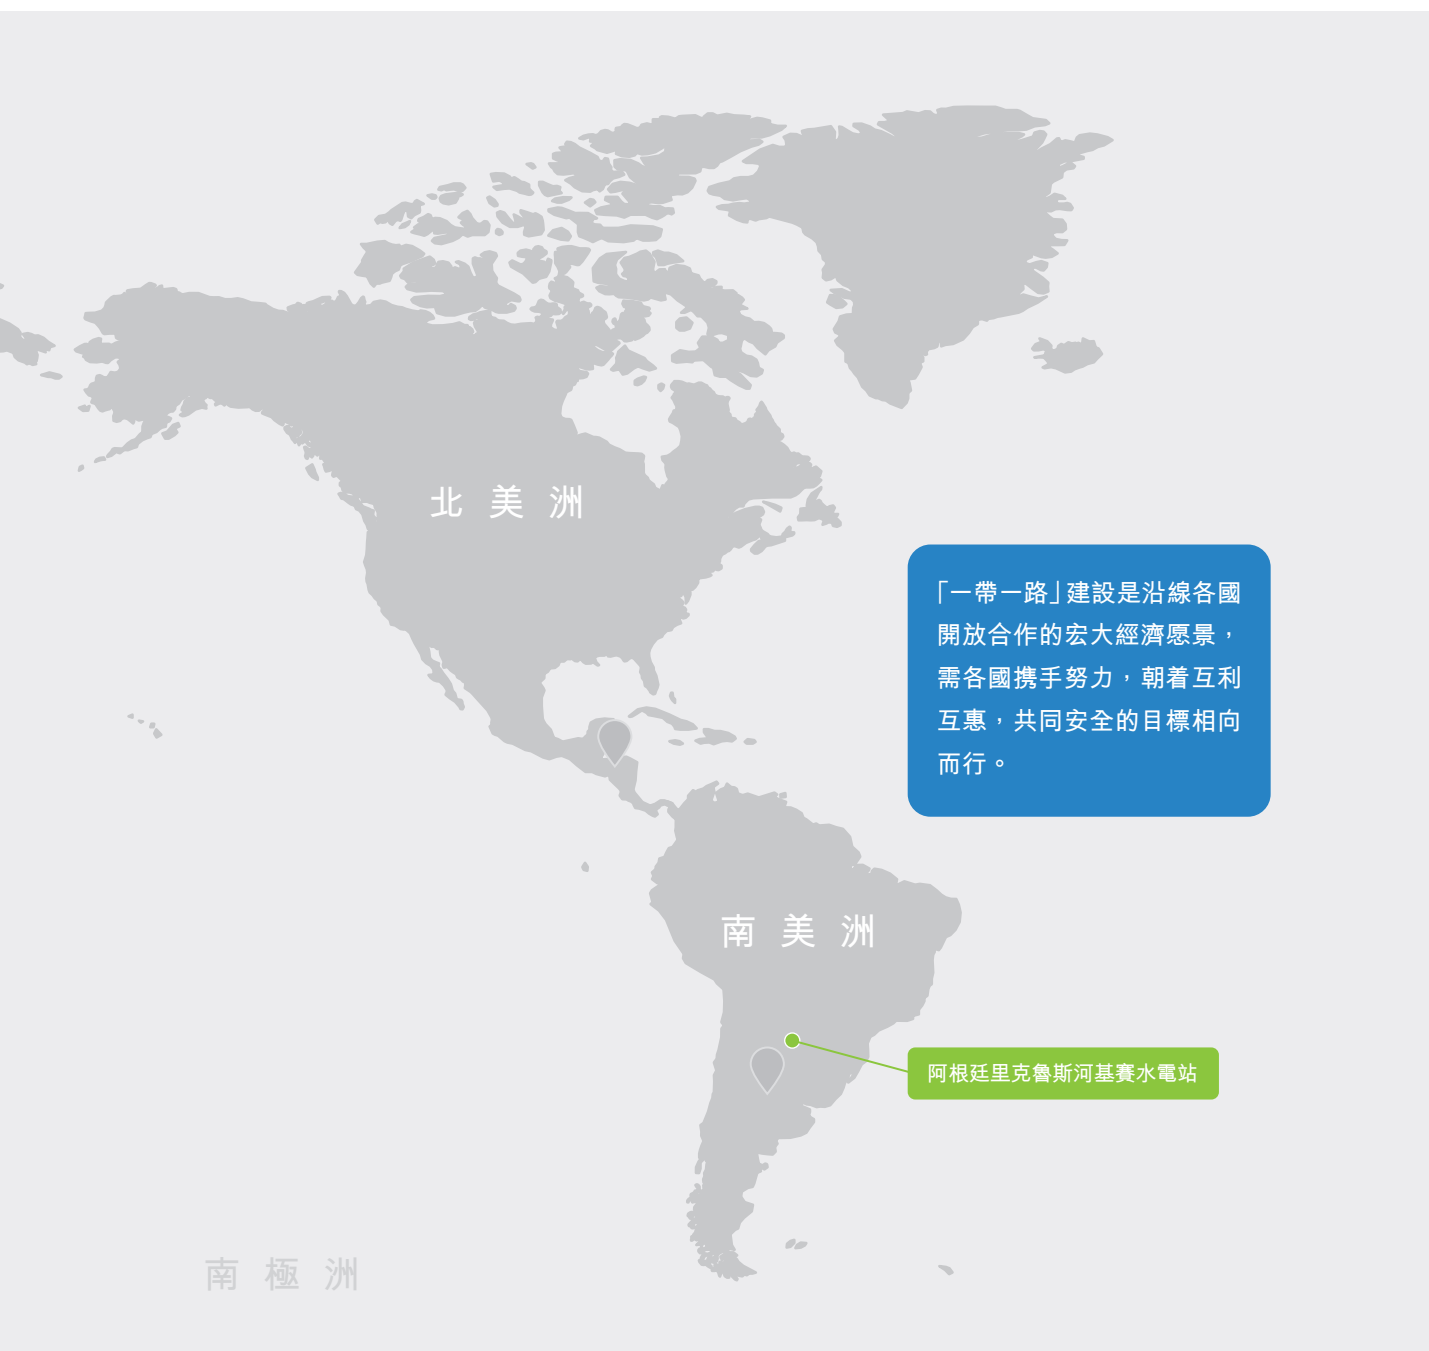 北美洲
「一帶一路」建設是沿線各國
開放合作的宏大經濟愿景，
需各國携手努力，朝着互利
互惠，共同安全的目標相向
而行。
南美洲
阿根廷里克魯斯河基賽水電站
南極洲